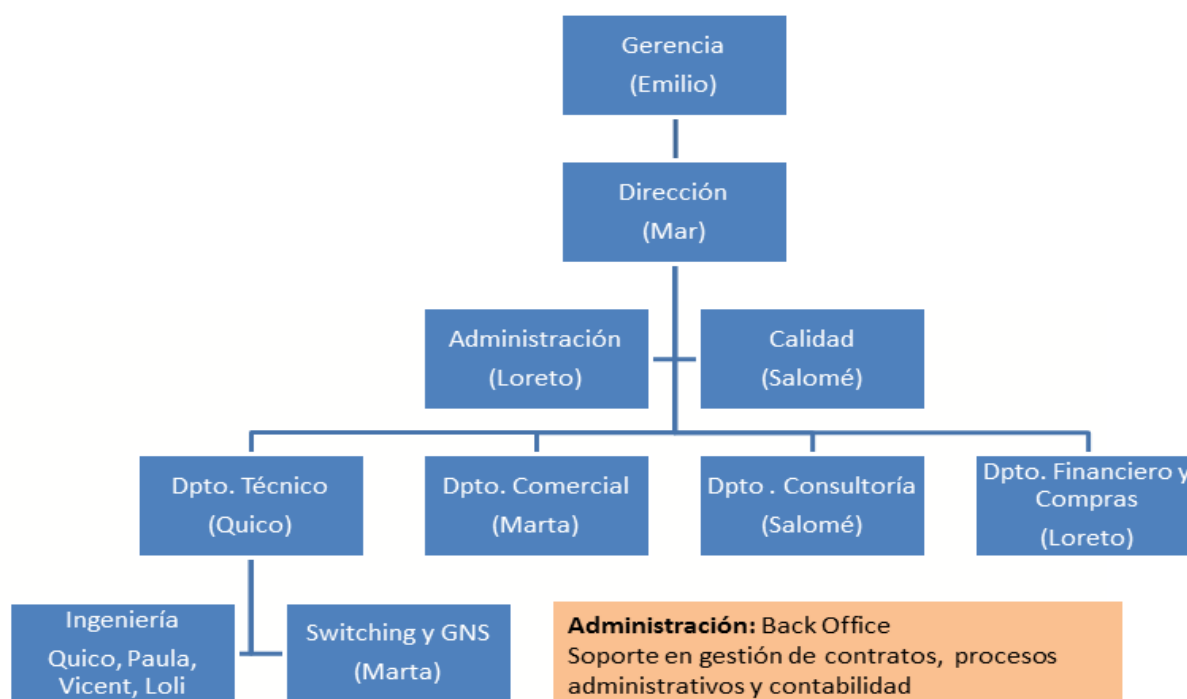 Gerencia
(Emilio)
Dirección
(Mar)
Administración
(Loreto)
Calidad
(Salomé)
Dpto. Técnico
(Quico)
Dpto. Comercial
(Marta)
Dpto . Consultoría
(Salomé)
Dpto. Financiero y
Compras
(Loreto)
Ingeniería
Quico, Paula,
Vicent, Loli
Switching y GNS
(Marta)
Administración: Back Office
Soporte en gestión de contratos, procesos
administrativos y contabilidad